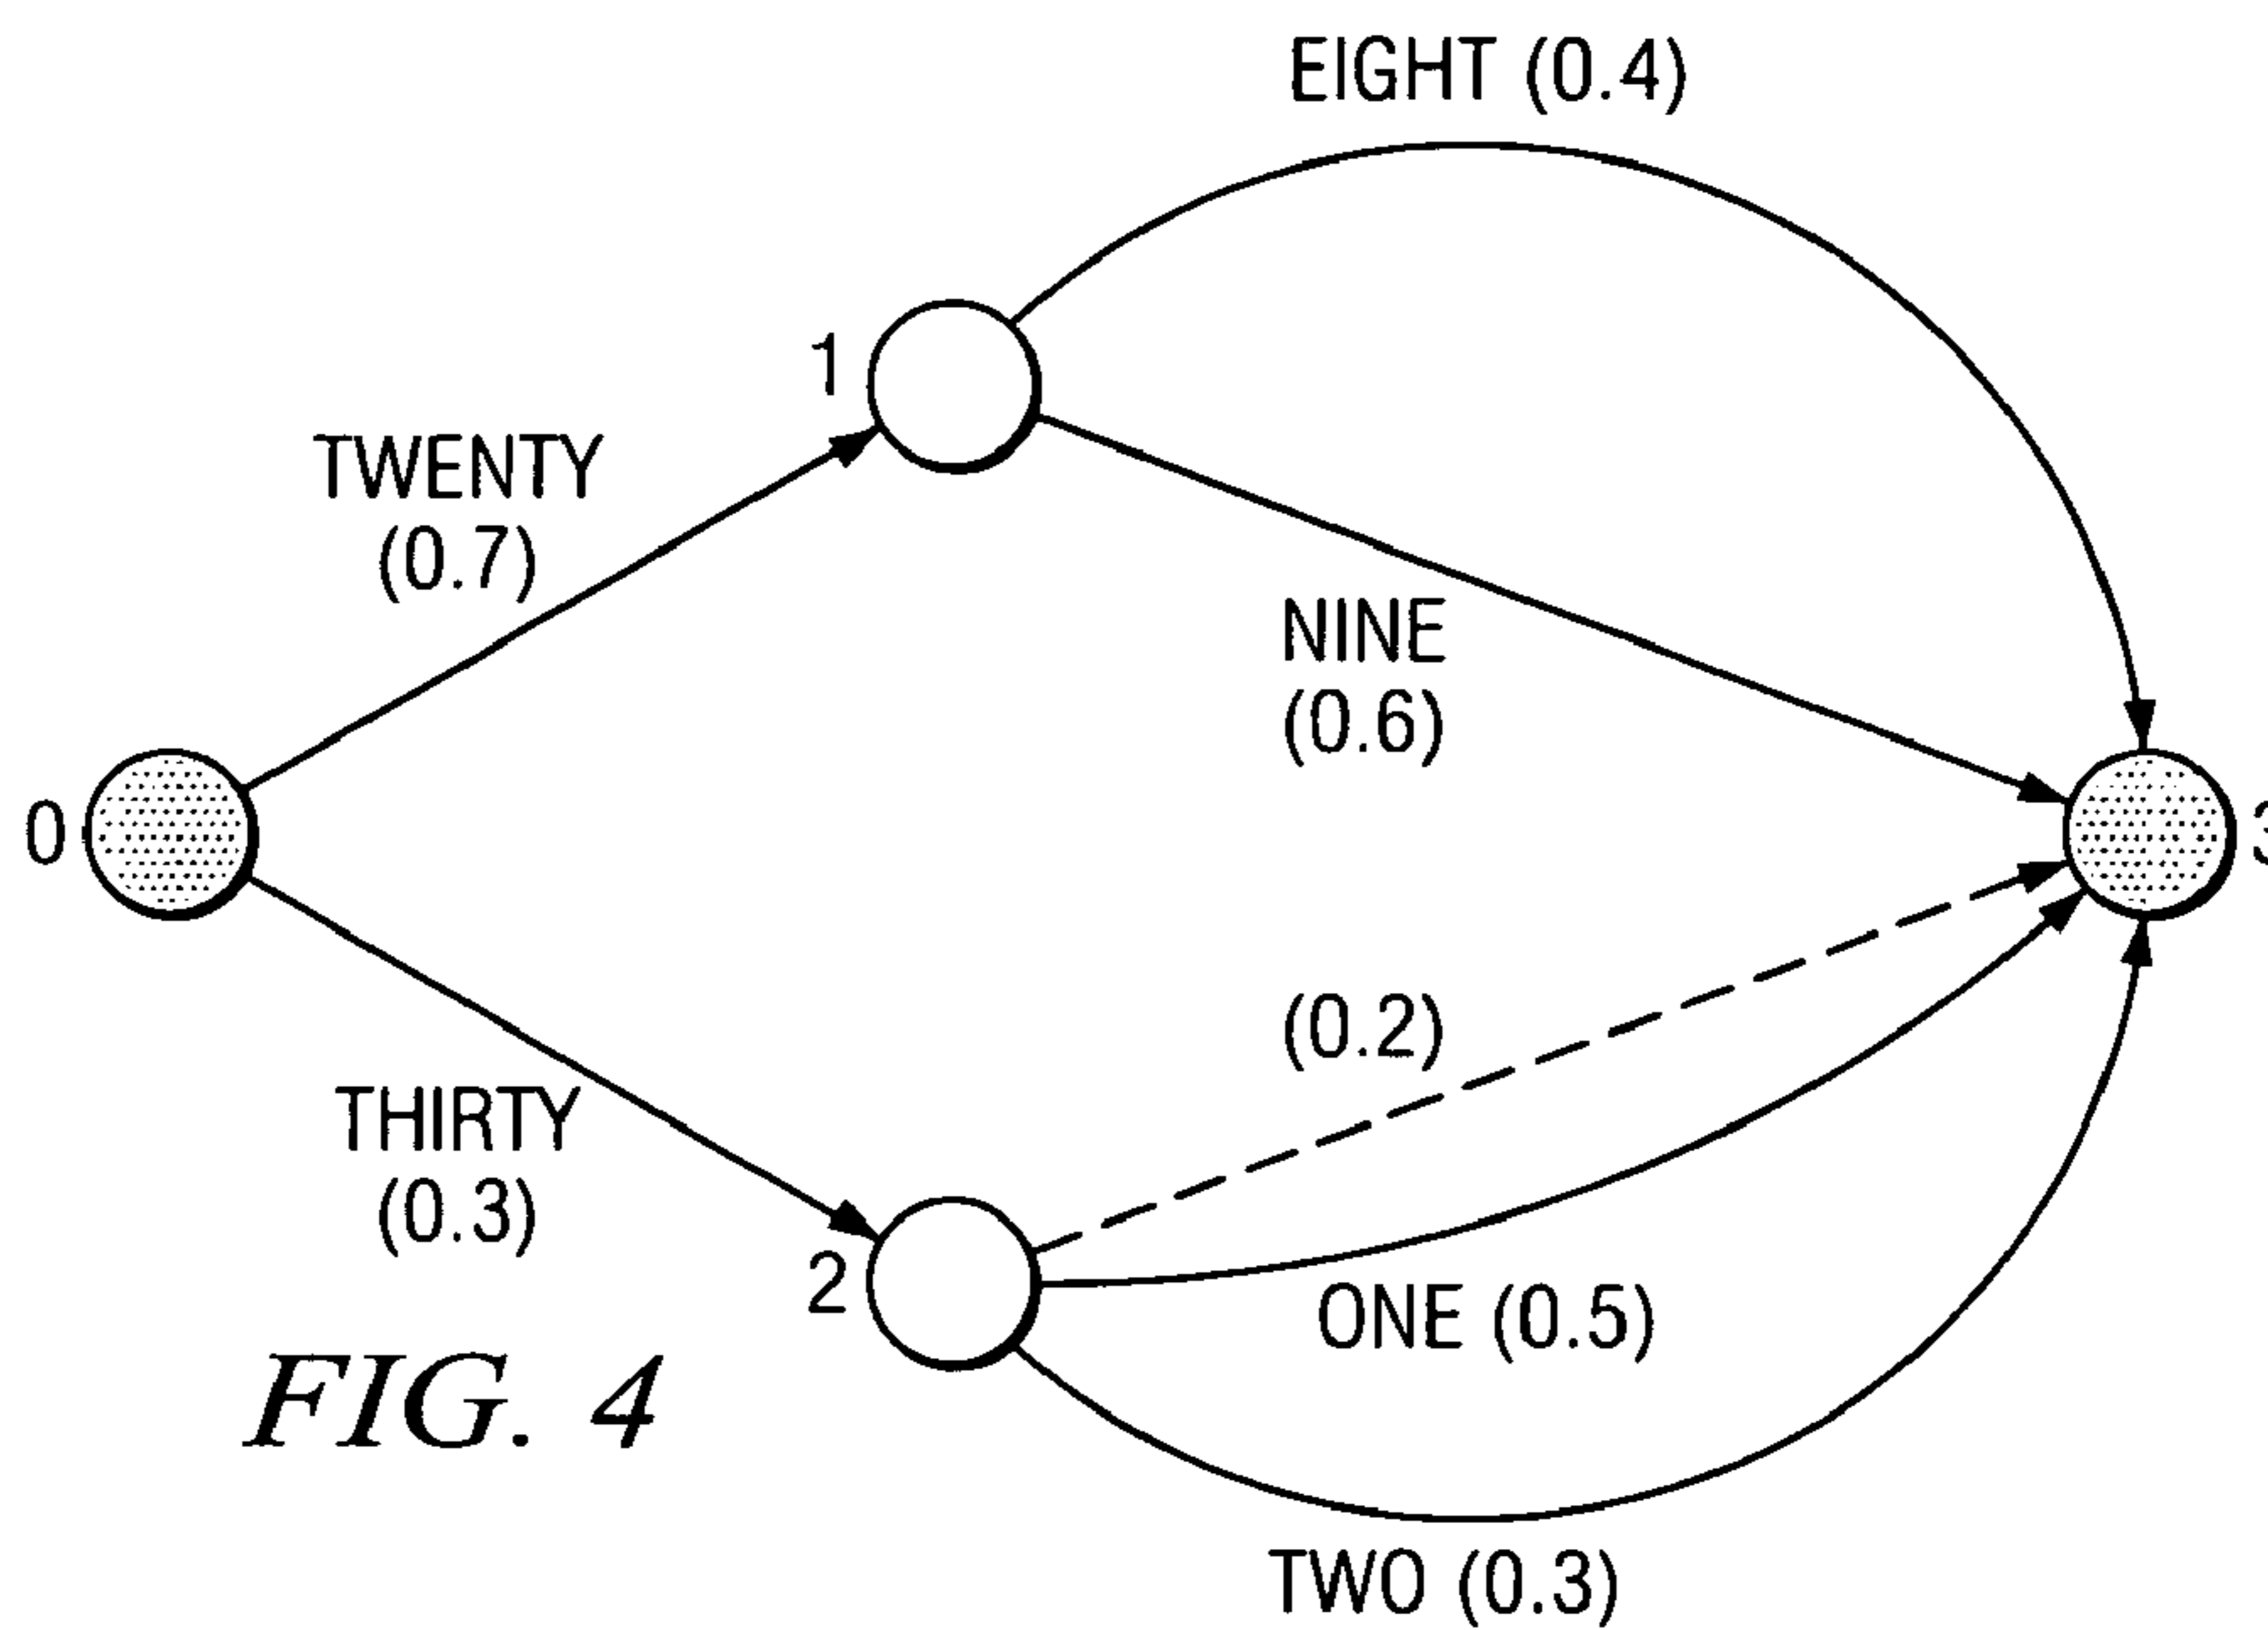 EIGHT (0.4)
1
TWENTY
(0.7)
NINE
(0.6)
0
3
(0.2)
THIRTY
(0.3)
2
ONE (0.5)
FIG. 4
TWO (0.3)